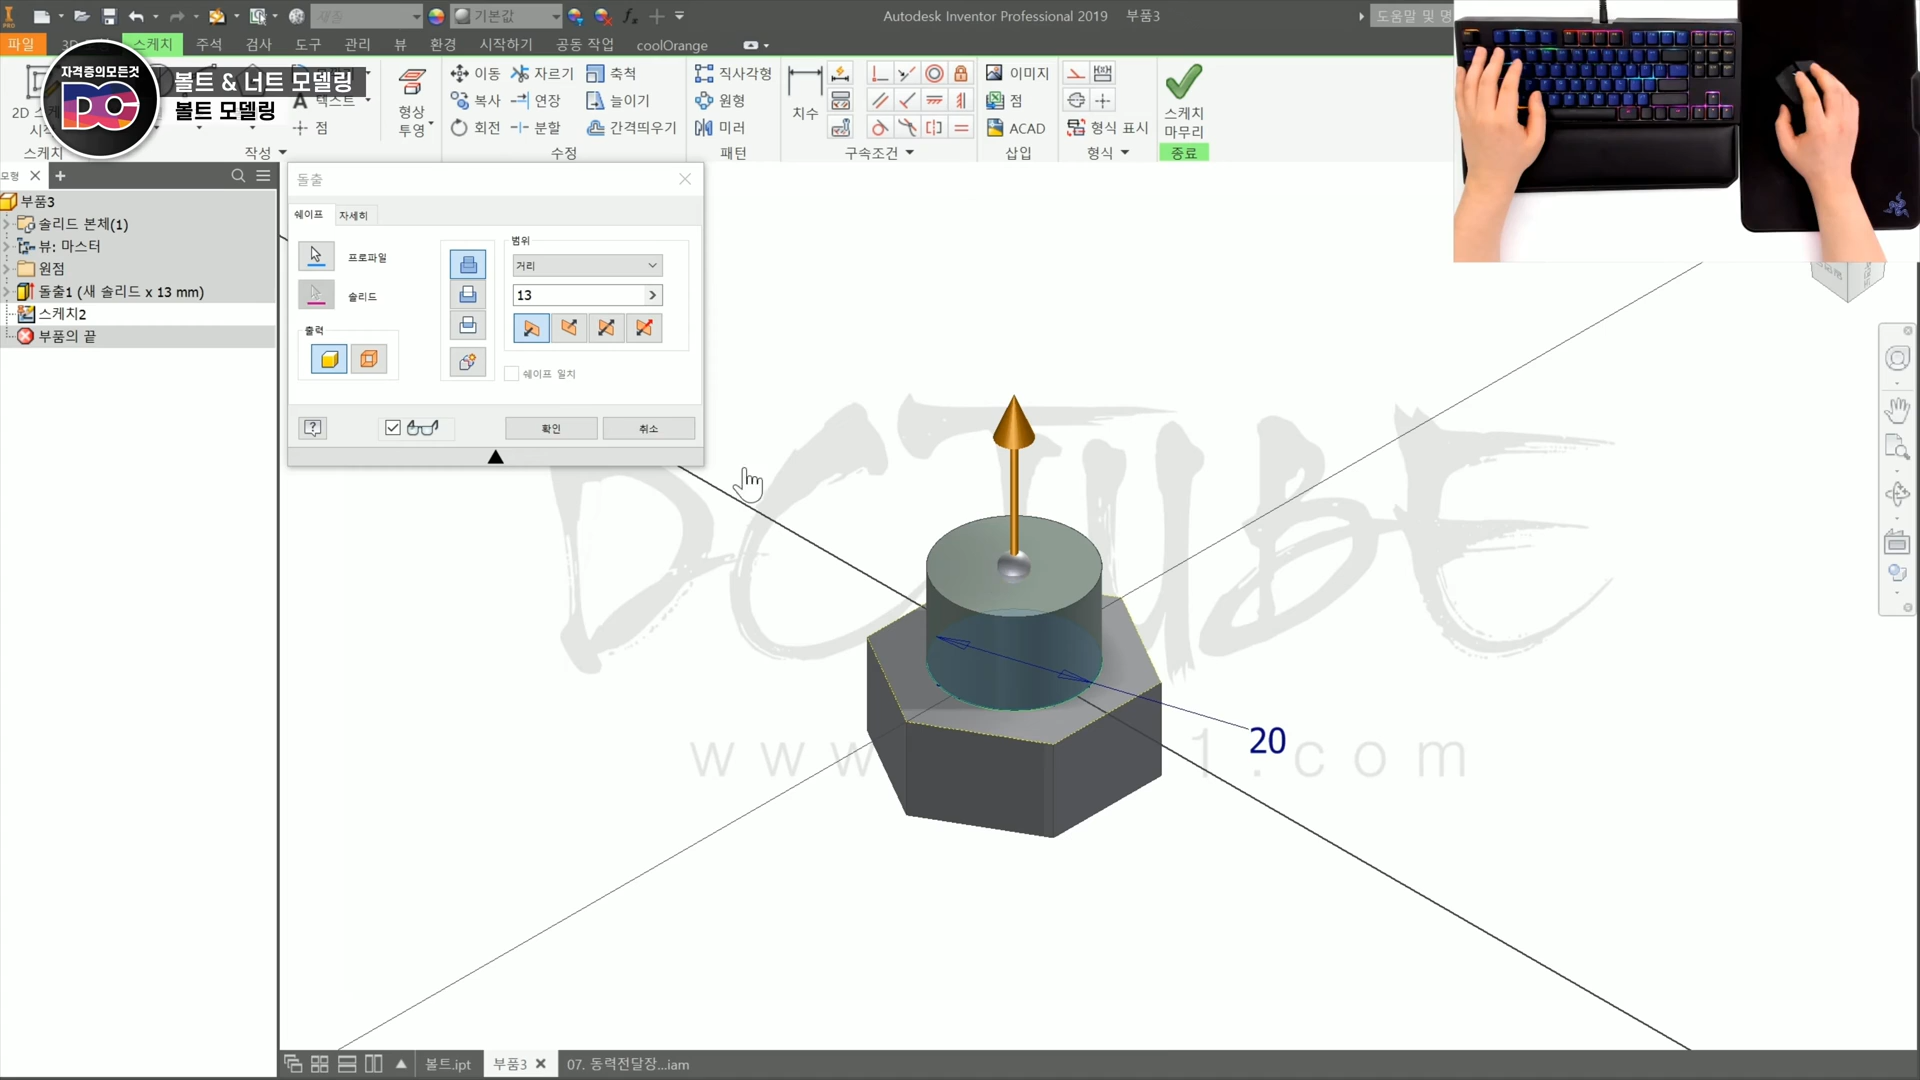 재질
기본값
Autodesk Inventor Professional 2019 부품3
도움말 및 명
파일
스케치
주석
검사
도구
관리
뷰
환경
시작하기
공동 작업
coolOrange
자격증의모든것
볼트 & 너트 모델링
볼트 모델링
텍스트
점
형상
투영
이동
자르기
축척
복사
연장
늘이기
회전
분할
간격띄우기
직사각형
원형
미러
치수
이미지
점
ACAD
형식 표시
스케치
마무리
스케치
작성
수정
패턴
구속조건
삽입
형식
종료
모형
부품3
솔리드 본체(1)
뷰: 마스터
원점
돌출1 (새 솔리드 x 13 mm)
스케치2
부품의 끝
돌출
쉐이프
자세히
프로파일
솔리드
출력
범위
거리
13
쉐이프 일치
확인
취소
DCTUBE
20
볼트.ipt
부품3
07. 동력전달장...iam